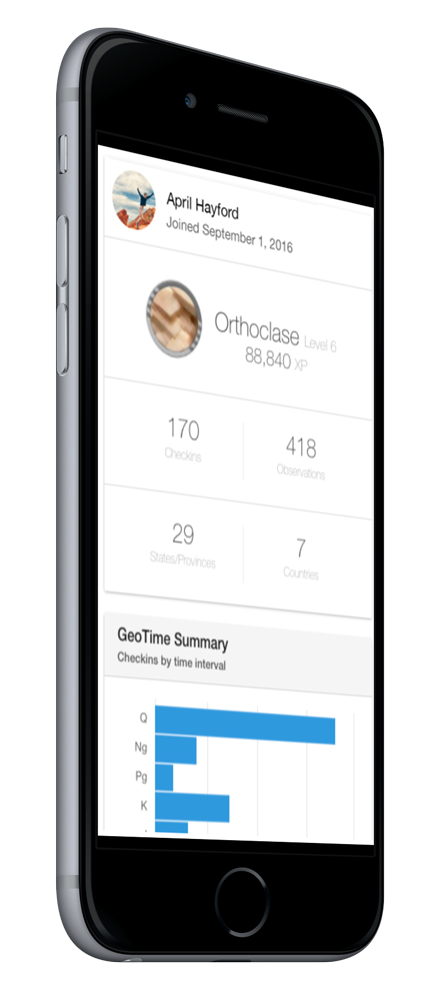 April Hayford
Joined September 1, 2016
Orthoclase Level 6
88,840 XP
170
Checkins
418
Observations
29
States/Provinces
7
Countries
GeoTime Summary
Checkins by time interval
Q
Ng
Pg
K